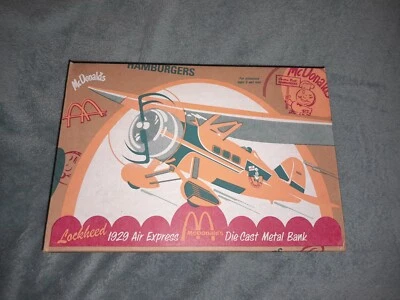 HAMBURGERS
McDonald's
McDonald's
Lockheed 1929 Air Express McDonald's Die Cast Metal Bank